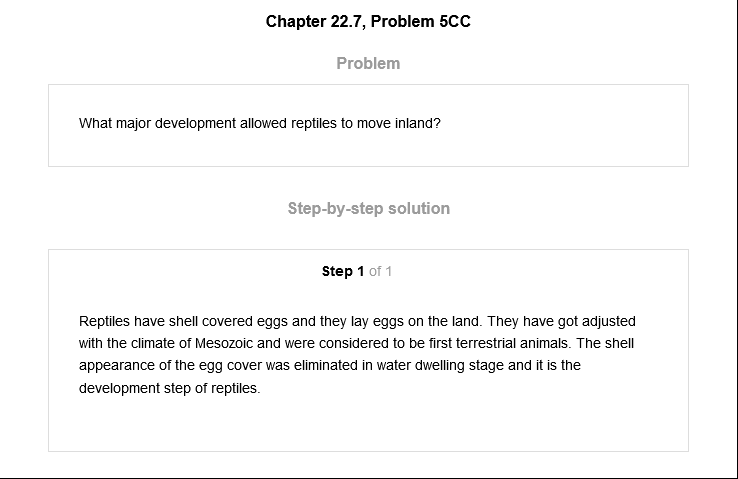 Chapter 22.7, Problem 5CC
Problem
What major development allowed reptiles to move inland?
Step-by-step solution
Step 1 of 1
Reptiles have shell covered eggs and they lay eggs on the land. They have got adjusted
with the climate of Mesozoic and were considered to be first terrestrial animals. The shell
appearance of the egg cover was eliminated in water dwelling stage and it is the
development step of reptiles.